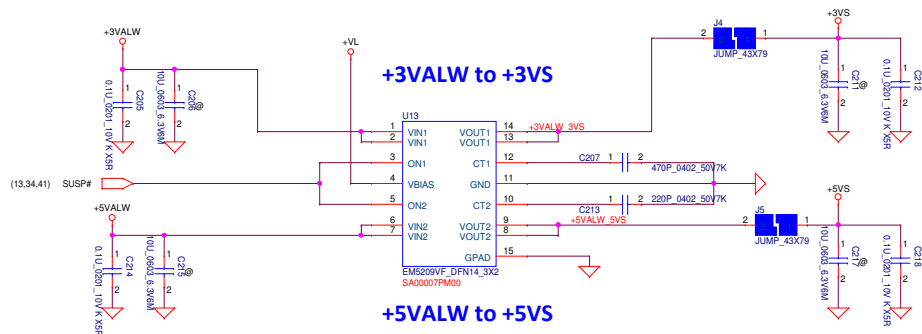 +3VALW
+VL
+3VALW to +3VS
J4
2
1
JUMP_43X79
+3VS
1
2
C205
0.1U_0201_10V K X5R
1
2
C206
@
10U_0603_6.3V6M
1
2
C211
@
10U_0603_6.3V6M
1
2
C212
0.1U_0201_10V K X5R
U13
1 VIN1 VOUT1 14 +3VALW_3VS
2 VIN1 VOUT1 13
3 ON1 CT1 12
C207 1 2
470P_0402_50V7K
(13,34,41) SUSP#
4 VBIAS GND 11
5 ON2 CT2 10
C213 1 2
220P_0402_50V7K
6 VIN2 VOUT2 9 +5VALW_5VS
7 VIN2 VOUT2 8
GPAD 15
EM5209VF_DFN14_3X2
SA00007PM00
+5VALW
J5
2
1
JUMP_43X79
+5VS
1
2
C214
0.1U_0201_10V K X5R
1
2
C215
@
10U_0603_6.3V6M
1
2
C217
@
10U_0603_6.3V6M
1
2
C218
0.1U_0201_10V K X5R
+5VALW to +5VS